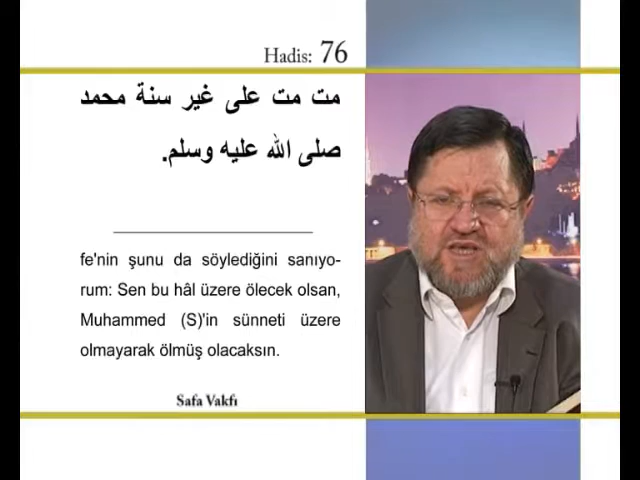 Hadis: 76
مت مت على غير سنة محمد
صلى الله عليه وسلم.
fe'nin şunu da söylediğini sanıyo-
rum: Sen bu hâl üzere ölecek olsan,
Muhammed (S)'in sünneti üzere
olmayarak ölmüş olacaksın.
Safa Vakfı